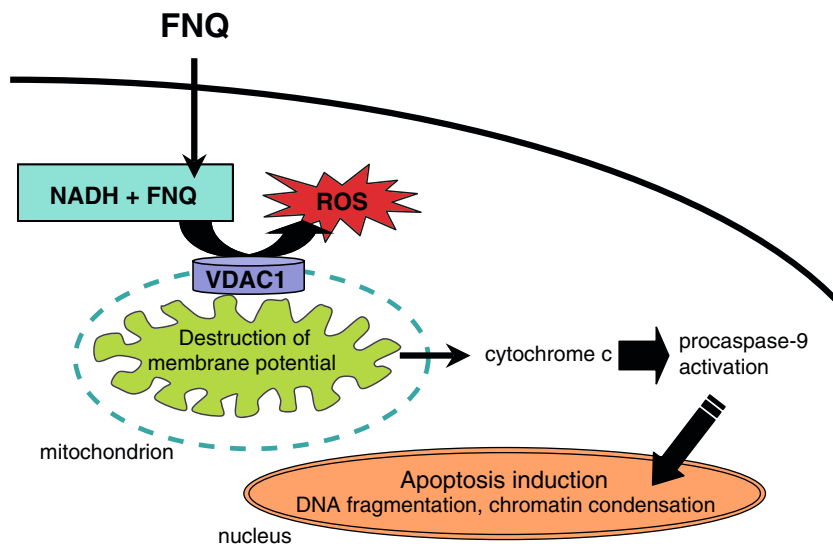 FNQ
NADH + FNQ
ROS
VDAC1
Destruction of
membrane potential
cytochrome c
procaspase-9
activation
mitochondrion
Apoptosis induction
DNA fragmentation, chromatin condensation
nucleus